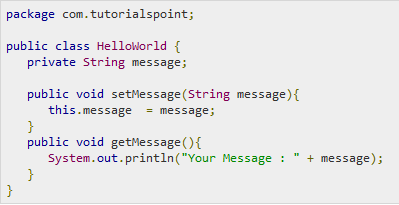 package com.tutorialspoint;

public class HelloWorld {
   private String message;

   public void setMessage(String message){
      this.message  = message;
   }
   public void getMessage(){
      System.out.println("Your Message : " + message);
   }
}